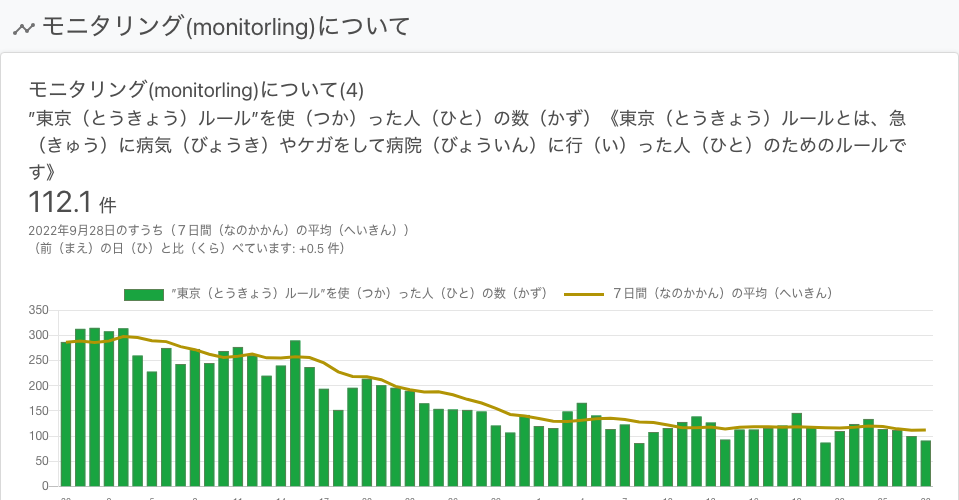 モニタリング(monitorling)について
モニタリング(monitorling)について(4)
”東京（とうきょう）ルール”を使（つか）った人（ひと）の数（かず）《東京（とうきょう）ルールとは、急
（きゅう）に病気（びょうき）やケガをして病院（びょういん）に行（い）った人（ひと）のためのルールで
す》
112.1 件
2022年9月28日のすうち（７日間（なのかかん）の平均（へいきん））
（前（まえ）の日（ひ）と比（くら）べています: +0.5 件）
”東京（とうきょう）ルール”を使（つか）った人（ひと）の数（かず） ７日間（なのかかん）の平均（へいきん）
350
300
250
200
150
100
50
0